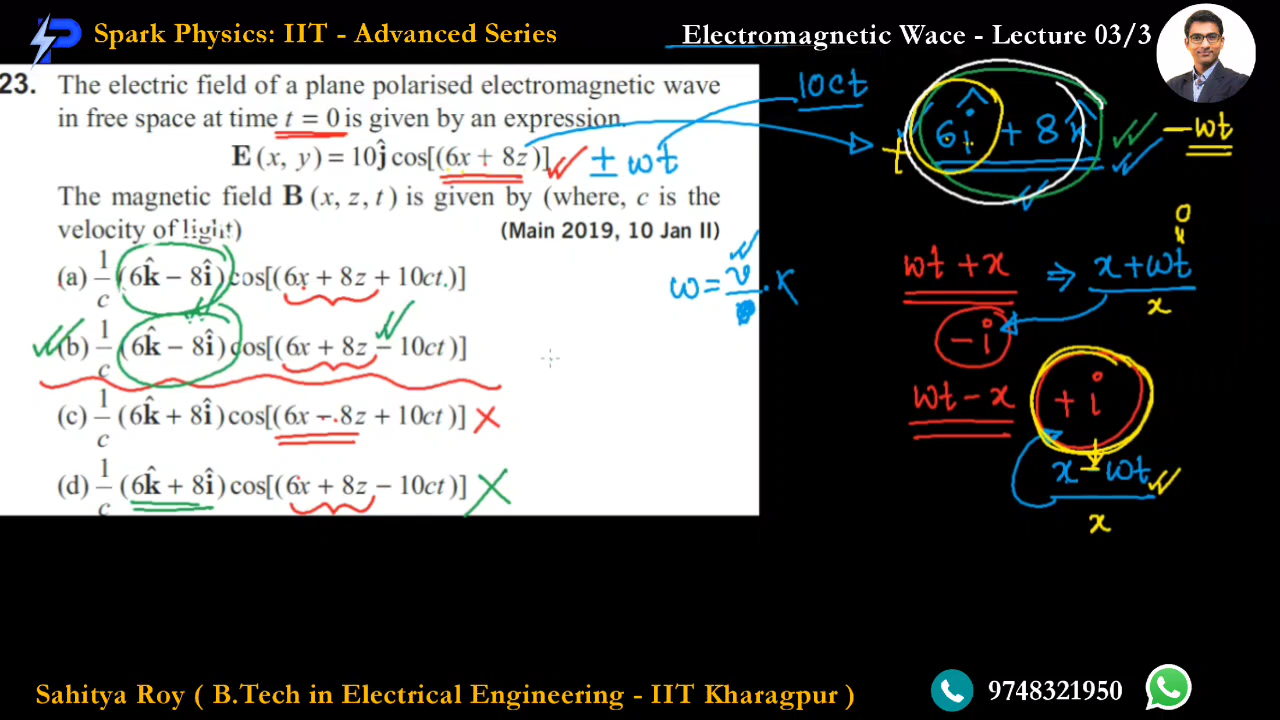 Spark Physics: IIT - Advanced Series
Electromagnetic Wace - Lecture 03/3
23. The electric field of a plane polarised electromagnetic wave
in free space at time t = 0 is given by an expression.
E (x, y) = 10ĵ cos[(6x + 8z)] ± ωt
The magnetic field B (x, z, t) is given by (where, c is the
velocity of light) (Main 2019, 10 Jan II)
(a) 1/c (6k̂ − 8î) cos[(6x + 8z + 10ct)]
(b) 1/c (6k̂ − 8î) cos[(6x + 8z − 10ct)]
(c) 1/c (6k̂ + 8î) cos[(6x − 8z + 10ct)]
(d) 1/c (6k̂ + 8î) cos[(6x + 8z − 10ct)]
10ct
6î + 8k̂
− ωt
ωt + x ⇒ x + ωt
x
− i
ωt − x
+ i
x − ωt
x
Sahitya Roy ( B.Tech in Electrical Engineering - IIT Kharagpur )
9748321950